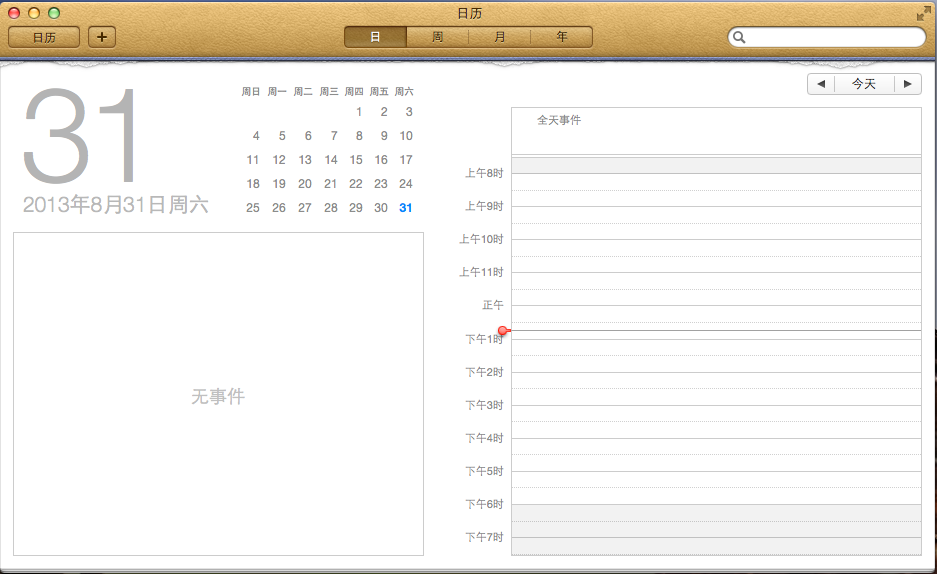 日历
日历 + 日 周 月 年
今天
31
2013年8月31日周六
周日 周一 周二 周三 周四 周五 周六
1 2 3
4 5 6 7 8 9 10
11 12 13 14 15 16 17
18 19 20 21 22 23 24
25 26 27 28 29 30 31
无事件
全天事件
上午8时
上午9时
上午10时
上午11时
正午
下午1时
下午2时
下午3时
下午4时
下午5时
下午6时
下午7时